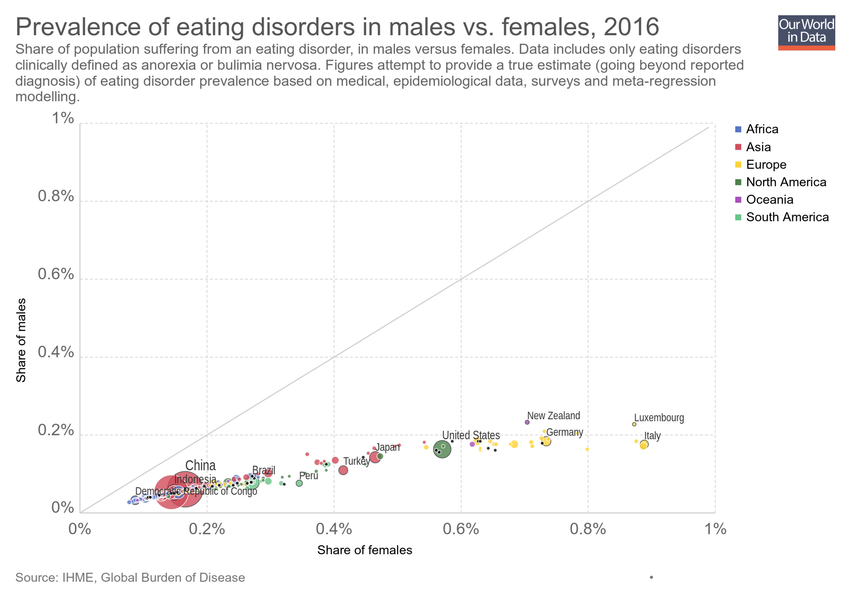 Prevalence of eating disorders in males vs. females, 2016
Our World
in Data
Share of population suffering from an eating disorder, in males versus females. Data includes only eating disorders
clinically defined as anorexia or bulimia nervosa. Figures attempt to provide a true estimate (going beyond reported
diagnosis) of eating disorder prevalence based on medical, epidemiological data, surveys and meta-regression
modelling.
1%
0.8%
0.6%
0.4%
0.2%
0%
Share of males
Africa
Asia
Europe
North America
Oceania
South America
New Zealand
Luxembourg
United States
Germany
Italy
Japan
Turkey
China
Brazil
Peru
Indonesia
Democratic Republic of Congo
0%
0.2%
0.4%
0.6%
0.8%
1%
Share of females
Source: IHME, Global Burden of Disease